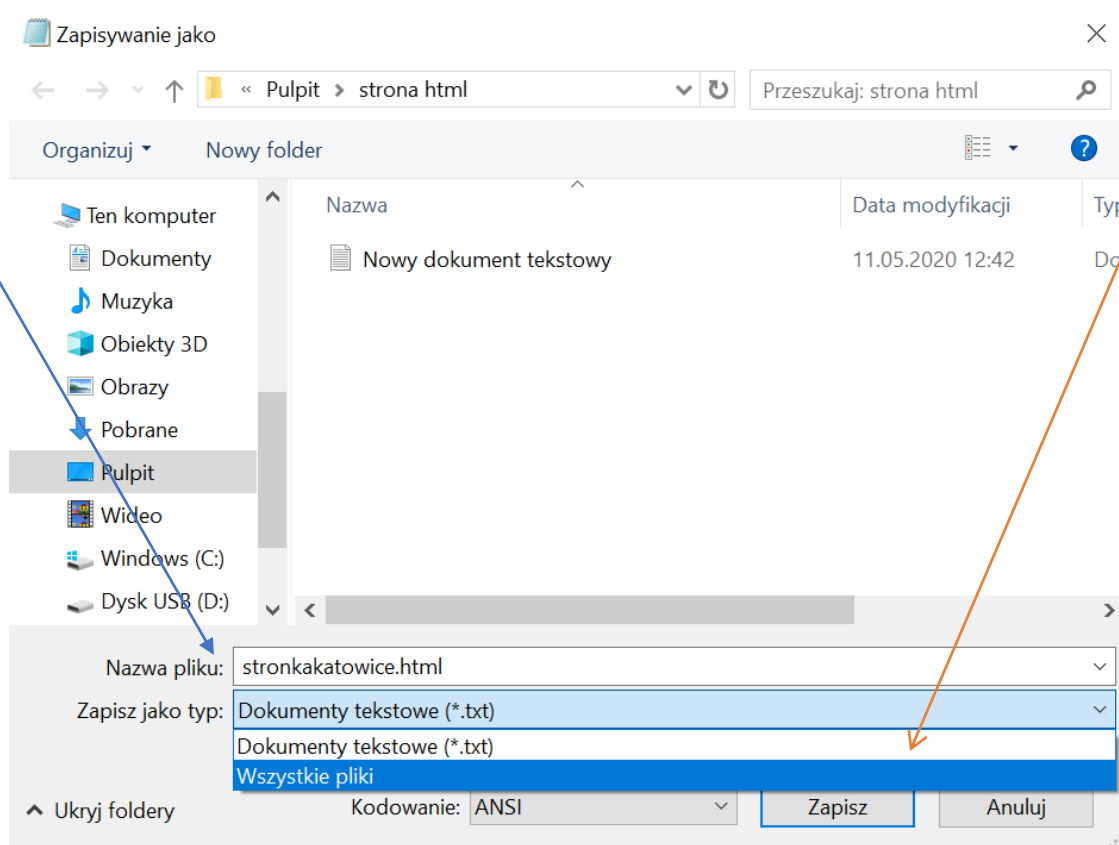 Zapisywanie jako
« Pulpit > strona html
Przeszukaj: strona html
Organizuj
Nowy folder
?
Ten komputer
Dokumenty
Muzyka
Obiekty 3D
Obrazy
Pobrane
Pulpit
Wideo
Windows (C:)
Dysk USB (D:)
Nazwa Data modyfikacji Typ
Nowy dokument tekstowy 11.05.2020 12:42 Do
Nazwa pliku: stronkakatowice.html
Zapisz jako typ: Dokumenty tekstowe (*.txt)
Dokumenty tekstowe (*.txt)
Wszystkie pliki
Ukryj foldery
Kodowanie: ANSI
Zapisz
Anuluj